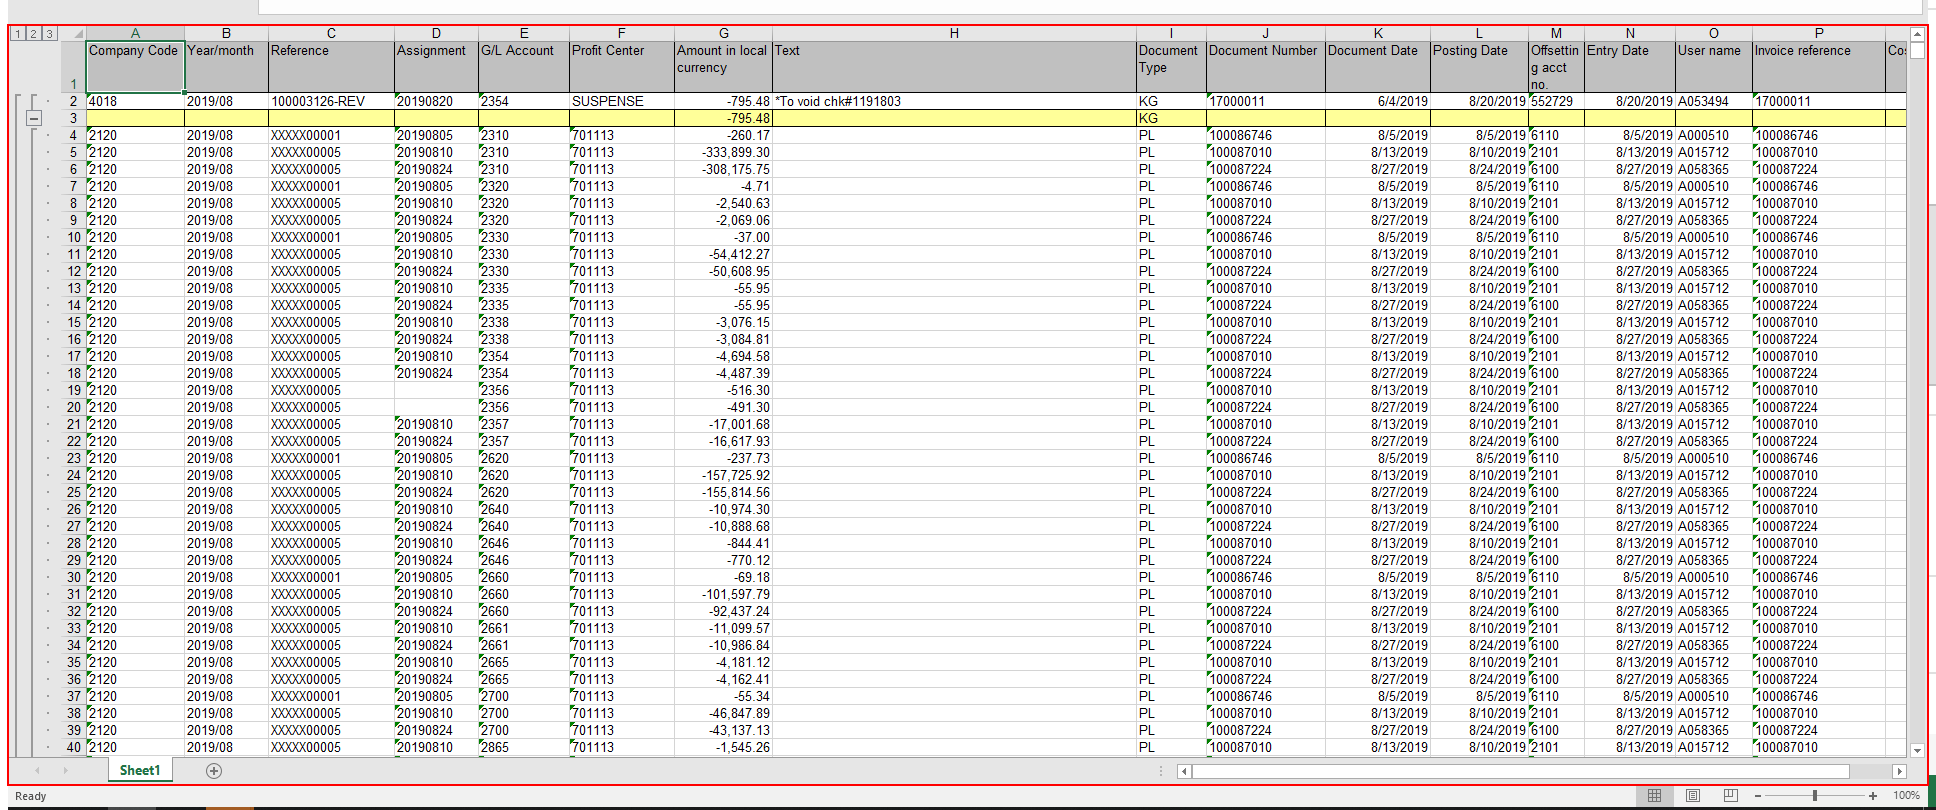 1 2 3 A B C D E F G H I J K L M N O P
1 Company Code Year/month Reference Assignment G/L Account Profit Center Amount in local currency Text Document Type Document Number Document Date Posting Date Offsettin g acct no. Entry Date User name Invoice reference Co
2 4018 2019/08 100003126-REV 20190820 2354 SUSPENSE -795.48 *To void chk#1191803 KG 17000011 6/4/2019 8/20/2019 552729 8/20/2019 A053494 17000011
3 -795.48 KG
4 2120 2019/08 XXXXX00001 20190805 2310 701113 -260.17 PL 100086746 8/5/2019 8/5/2019 6110 8/5/2019 A000510 100086746
5 2120 2019/08 XXXXX00005 20190810 2310 701113 -333,899.30 PL 100087010 8/13/2019 8/10/2019 2101 8/13/2019 A015712 100087010
6 2120 2019/08 XXXXX00005 20190824 2310 701113 -308,175.75 PL 100087224 8/27/2019 8/24/2019 6100 8/27/2019 A058365 100087224
7 2120 2019/08 XXXXX00001 20190805 2320 701113 -4.71 PL 100086746 8/5/2019 8/5/2019 6110 8/5/2019 A000510 100086746
8 2120 2019/08 XXXXX00005 20190810 2320 701113 -2,540.63 PL 100087010 8/13/2019 8/10/2019 2101 8/13/2019 A015712 100087010
9 2120 2019/08 XXXXX00005 20190824 2320 701113 -2,069.06 PL 100087224 8/27/2019 8/24/2019 6100 8/27/2019 A058365 100087224
10 2120 2019/08 XXXXX00001 20190805 2330 701113 -37.00 PL 100086746 8/5/2019 8/5/2019 6110 8/5/2019 A000510 100086746
11 2120 2019/08 XXXXX00005 20190810 2330 701113 -54,412.27 PL 100087010 8/13/2019 8/10/2019 2101 8/13/2019 A015712 100087010
12 2120 2019/08 XXXXX00005 20190824 2330 701113 -50,608.95 PL 100087224 8/27/2019 8/24/2019 6100 8/27/2019 A058365 100087224
13 2120 2019/08 XXXXX00005 20190810 2335 701113 -55.95 PL 100087010 8/13/2019 8/10/2019 2101 8/13/2019 A015712 100087010
14 2120 2019/08 XXXXX00005 20190824 2335 701113 -55.95 PL 100087224 8/27/2019 8/24/2019 6100 8/27/2019 A058365 100087224
15 2120 2019/08 XXXXX00005 20190810 2338 701113 -3,076.15 PL 100087010 8/13/2019 8/10/2019 2101 8/13/2019 A015712 100087010
16 2120 2019/08 XXXXX00005 20190824 2338 701113 -3,084.81 PL 100087224 8/27/2019 8/24/2019 6100 8/27/2019 A058365 100087224
17 2120 2019/08 XXXXX00005 20190810 2354 701113 -4,694.58 PL 100087010 8/13/2019 8/10/2019 2101 8/13/2019 A015712 100087010
18 2120 2019/08 XXXXX00005 20190824 2354 701113 -4,487.39 PL 100087224 8/27/2019 8/24/2019 6100 8/27/2019 A058365 100087224
19 2120 2019/08 XXXXX00005 2356 701113 -516.30 PL 100087010 8/13/2019 8/10/2019 2101 8/13/2019 A015712 100087010
20 2120 2019/08 XXXXX00005 2356 701113 -491.30 PL 100087224 8/27/2019 8/24/2019 6100 8/27/2019 A058365 100087224
21 2120 2019/08 XXXXX00005 20190810 2357 701113 -17,001.68 PL 100087010 8/13/2019 8/10/2019 2101 8/13/2019 A015712 100087010
22 2120 2019/08 XXXXX00005 20190824 2357 701113 -16,617.93 PL 100087224 8/27/2019 8/24/2019 6100 8/27/2019 A058365 100087224
23 2120 2019/08 XXXXX00001 20190805 2620 701113 -237.73 PL 100086746 8/5/2019 8/5/2019 6110 8/5/2019 A000510 100086746
24 2120 2019/08 XXXXX00005 20190810 2620 701113 -157,725.92 PL 100087010 8/13/2019 8/10/2019 2101 8/13/2019 A015712 100087010
25 2120 2019/08 XXXXX00005 20190824 2620 701113 -155,814.56 PL 100087224 8/27/2019 8/24/2019 6100 8/27/2019 A058365 100087224
26 2120 2019/08 XXXXX00005 20190810 2640 701113 -10,974.30 PL 100087010 8/13/2019 8/10/2019 2101 8/13/2019 A015712 100087010
27 2120 2019/08 XXXXX00005 20190824 2640 701113 -10,888.68 PL 100087224 8/27/2019 8/24/2019 6100 8/27/2019 A058365 100087224
28 2120 2019/08 XXXXX00005 20190810 2646 701113 -844.41 PL 100087010 8/13/2019 8/10/2019 2101 8/13/2019 A015712 100087010
29 2120 2019/08 XXXXX00005 20190824 2646 701113 -770.12 PL 100087224 8/27/2019 8/24/2019 6100 8/27/2019 A058365 100087224
30 2120 2019/08 XXXXX00001 20190805 2660 701113 -69.18 PL 100086746 8/5/2019 8/5/2019 6110 8/5/2019 A000510 100086746
31 2120 2019/08 XXXXX00005 20190810 2660 701113 -101,597.79 PL 100087010 8/13/2019 8/10/2019 2101 8/13/2019 A015712 100087010
32 2120 2019/08 XXXXX00005 20190824 2660 701113 -92,437.24 PL 100087224 8/27/2019 8/24/2019 6100 8/27/2019 A058365 100087224
33 2120 2019/08 XXXXX00005 20190810 2661 701113 -11,099.57 PL 100087010 8/13/2019 8/10/2019 2101 8/13/2019 A015712 100087010
34 2120 2019/08 XXXXX00005 20190824 2661 701113 -10,986.84 PL 100087224 8/27/2019 8/24/2019 6100 8/27/2019 A058365 100087224
35 2120 2019/08 XXXXX00005 20190810 2665 701113 -4,181.12 PL 100087010 8/13/2019 8/10/2019 2101 8/13/2019 A015712 100087010
36 2120 2019/08 XXXXX00005 20190824 2665 701113 -4,162.41 PL 100087224 8/27/2019 8/24/2019 6100 8/27/2019 A058365 100087224
37 2120 2019/08 XXXXX00001 20190805 2700 701113 -55.34 PL 100086746 8/5/2019 8/5/2019 6110 8/5/2019 A000510 100086746
38 2120 2019/08 XXXXX00005 20190810 2700 701113 -46,847.89 PL 100087010 8/13/2019 8/10/2019 2101 8/13/2019 A015712 100087010
39 2120 2019/08 XXXXX00005 20190824 2700 701113 -43,137.13 PL 100087224 8/27/2019 8/24/2019 6100 8/27/2019 A058365 100087224
40 2120 2019/08 XXXXX00005 20190810 2865 701113 -1,545.26 PL 100087010 8/13/2019 8/10/2019 2101 8/13/2019 A015712 100087010
Sheet1
Ready 100%